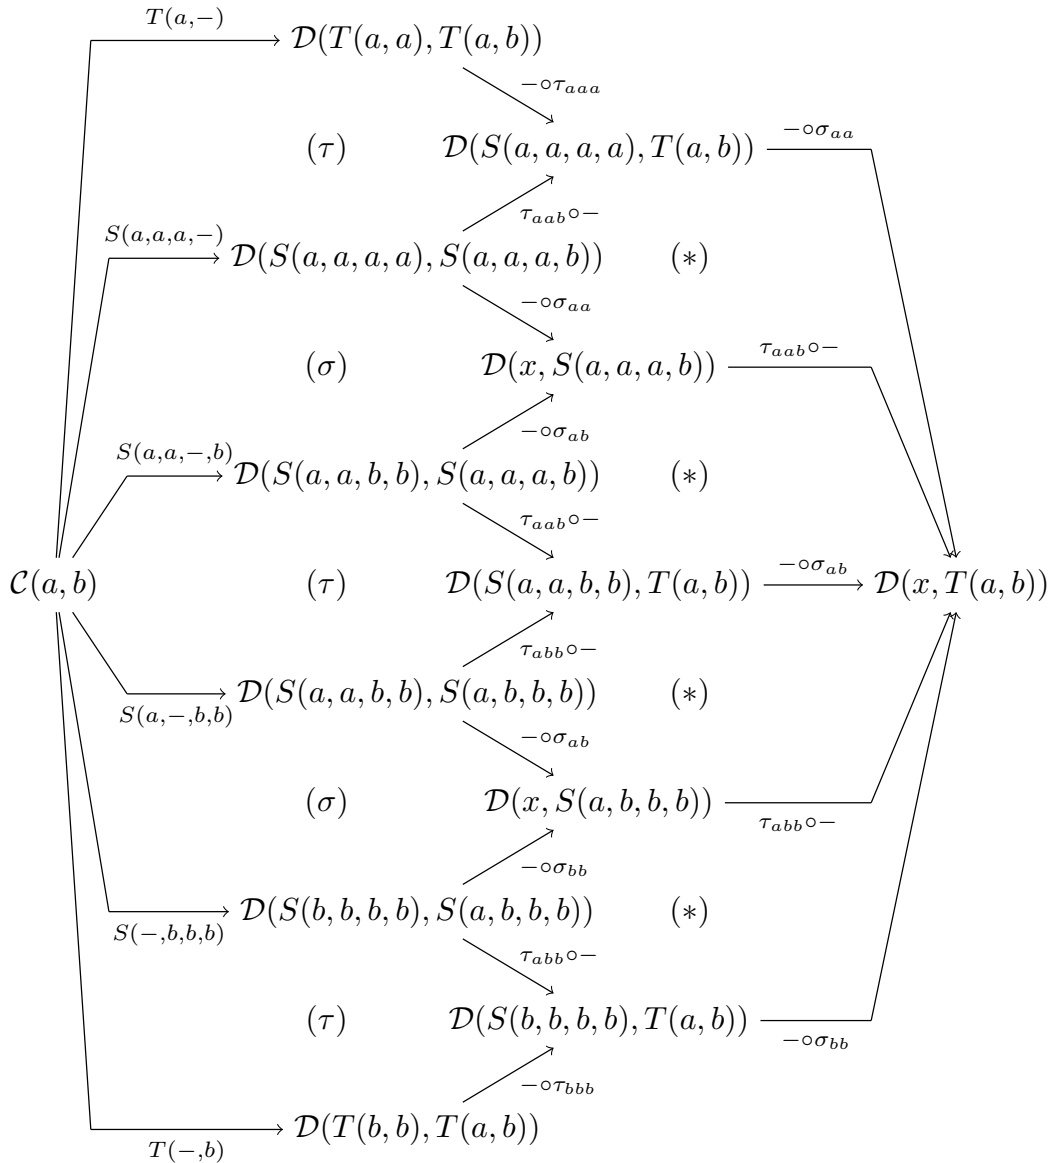 T(a,−)
𝒟(T(a, a), T(a, b))
−∘τ_{aaa}
(τ) 𝒟(S(a, a, a, a), T(a, b)) −∘σ_{aa}
τ_{aab}∘−
S(a,a,a,−)
𝒟(S(a, a, a, a), S(a, a, a, b)) (∗)
−∘σ_{aa}
(σ) 𝒟(x, S(a, a, a, b)) τ_{aab}∘−
−∘σ_{ab}
S(a,a,−,b)
𝒟(S(a, a, b, b), S(a, a, a, b)) (∗)
τ_{aab}∘−
𝒞(a, b) (τ) 𝒟(S(a, a, b, b), T(a, b)) −∘σ_{ab} 𝒟(x, T(a, b))
τ_{abb}∘−
𝒟(S(a, a, b, b), S(a, b, b, b)) (∗)
S(a,−,b,b)
−∘σ_{ab}
(σ) 𝒟(x, S(a, b, b, b)) τ_{abb}∘−
−∘σ_{bb}
𝒟(S(b, b, b, b), S(a, b, b, b)) (∗)
S(−,b,b,b)
τ_{abb}∘−
(τ) 𝒟(S(b, b, b, b), T(a, b)) −∘σ_{bb}
−∘τ_{bbb}
𝒟(T(b, b), T(a, b))
T(−,b)